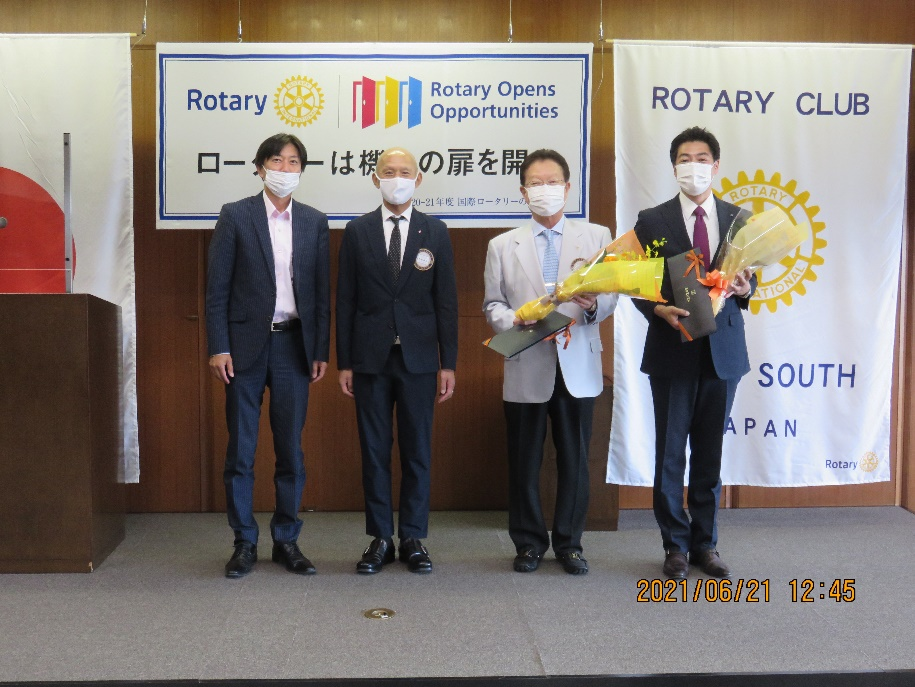 Rotary
Rotary Opens
Opportunities
ローは機の扉を開
20-21年度 国際ロータリーの
ROTARY CLUB
ROTARY
SOUTH
APAN
Rotary
2021/06/21 12:45